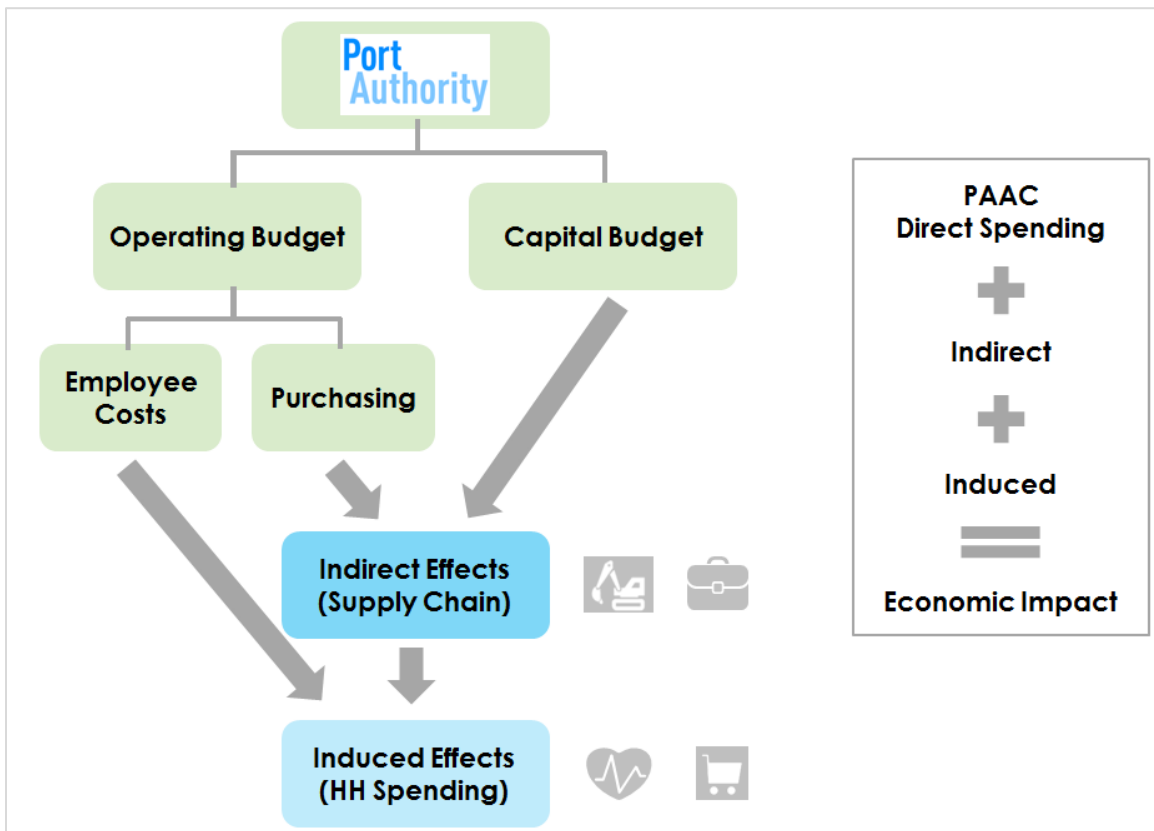 Port
Authority
Operating Budget
Capital Budget
Employee
Costs
Purchasing
Indirect Effects
(Supply Chain)
Induced Effects
(HH Spending)
PAAC
Direct Spending
+
Indirect
+
Induced
=
Economic Impact